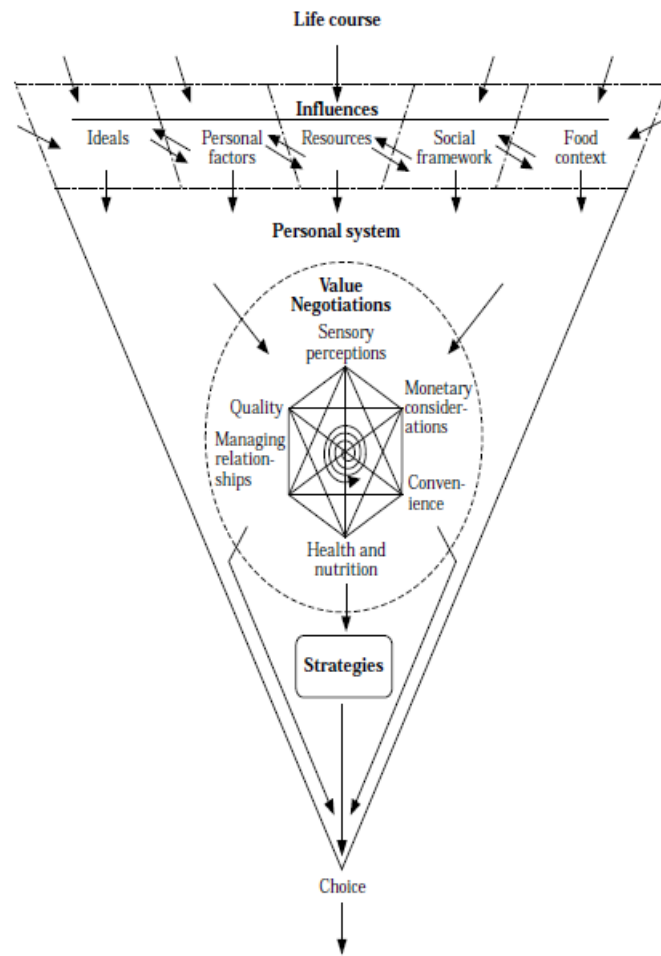 Life course
Influences
Ideals
Personal
factors
Resources
Social
framework
Food
context
Personal system
Value
Negotiations
Sensory
perceptions
Quality
Monetary
consider-
ations
Managing
relation-
ships
Conven-
ience
Health and
nutrition
Strategies
Choice